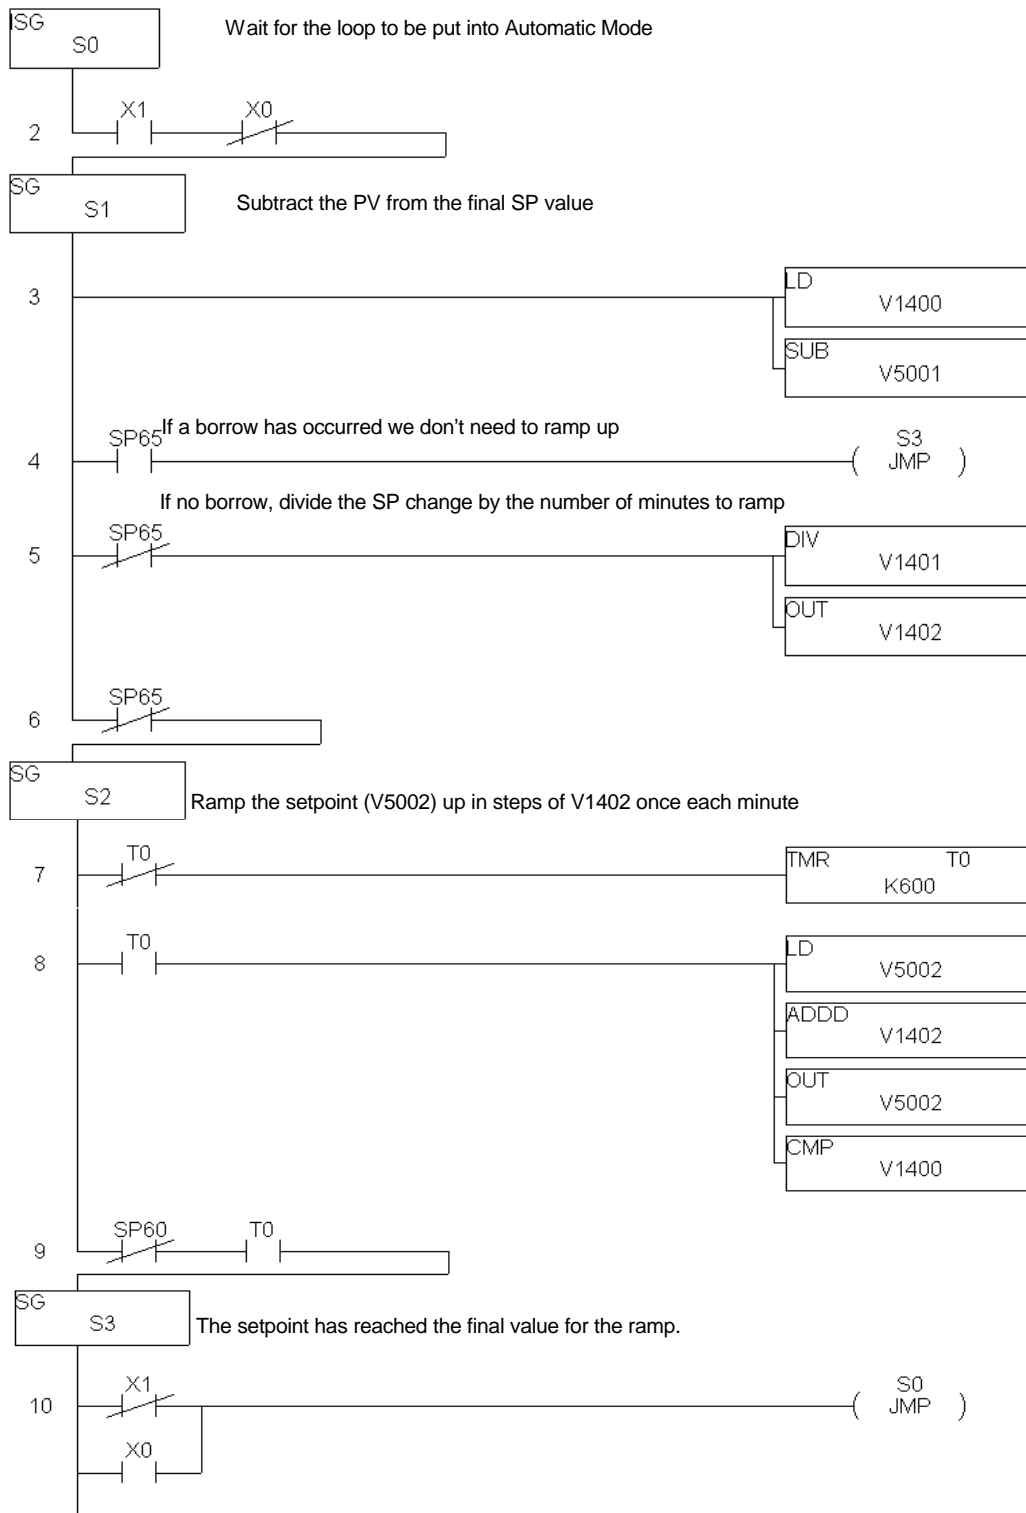 ISG
S0
Wait for the loop to be put into Automatic Mode
X1 X0
2
SG
S1
Subtract the PV from the final SP value
3
LD
V1400
SUB
V5001
If a borrow has occurred we don't need to ramp up
SP65
S3
4
JMP
If no borrow, divide the SP change by the number of minutes to ramp
SP65
5
DIV
V1401
OUT
V1402
SP65
6
SG
S2
Ramp the setpoint (V5002) up in steps of V1402 once each minute
T0
7
TMR T0
K600
T0
8
LD
V5002
ADDD
V1402
OUT
V5002
CMP
V1400
SP60 T0
9
SG
S3
The setpoint has reached the final value for the ramp.
X1
S0
10
JMP
X0